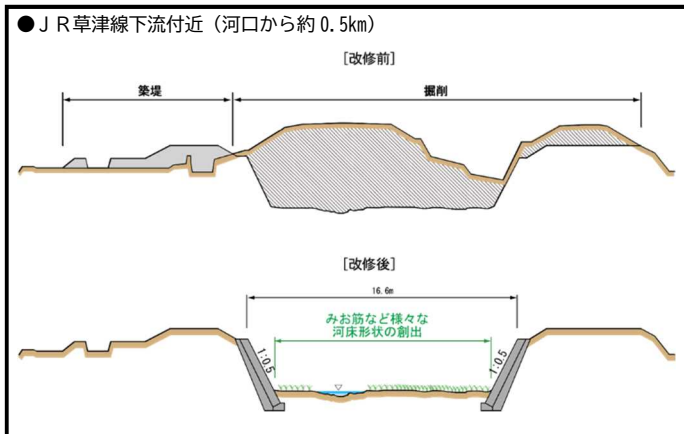 ●ＪＲ草津線下流付近（河口から約0.5km）
［改修前］
築堤
掘削
［改修後］
16.6m
みお筋など様々な
河床形状の創出
1:0.5
1:0.5